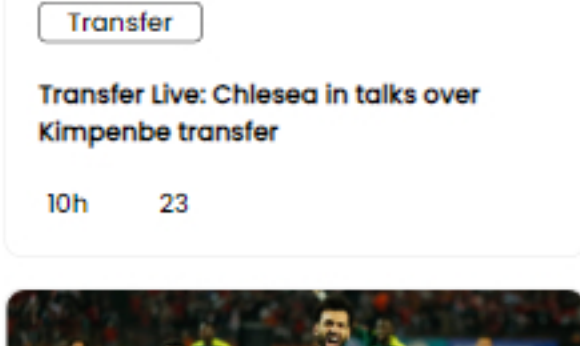 Transfer
Transfer Live: Chlesea in talks over
Kimpenbe transfer
10h 23